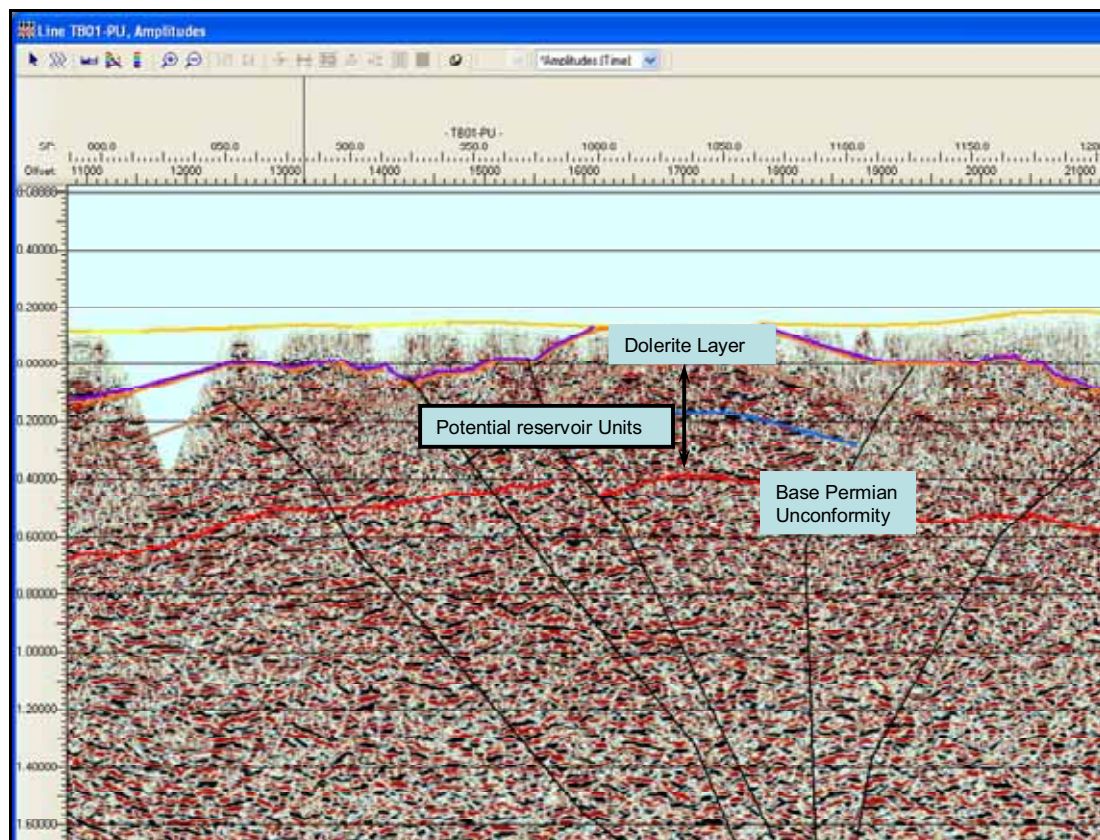 Line TB01-PU, Amplitudes
*Amplitudes (Time)
- TB01-PU -
SP: 850.0 900.0 950.0 1000.0 1050.0 1100.0 1150.0
Offset: 11000 12000 13000 14000 15000 16000 17000 18000 19000 20000 21000
0.40000
0.20000
0.00000
Dolerite Layer
0.20000
Potential reservoir Units
0.40000
Base Permian
Unconformity
0.60000
0.80000
1.00000
1.20000
1.40000
1.60000